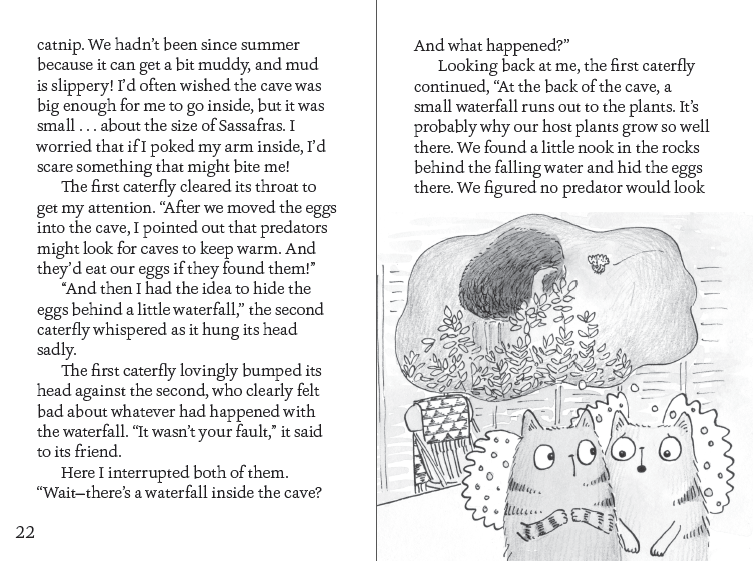 catnip. We hadn’t been since summer
because it can get a bit muddy, and mud
is slippery! I’d often wished the cave was
big enough for me to go inside, but it was
small . . . about the size of Sassafras. I
worried that if I poked my arm inside, I’d
scare something that might bite me!
The first caterfly cleared its throat to
get my attention. “After we moved the eggs
into the cave, I pointed out that predators
might look for caves to keep warm. And
they’d eat our eggs if they found them!”
“And then I had the idea to hide the
eggs behind a little waterfall,” the second
caterfly whispered as it hung its head
sadly.
The first caterfly lovingly bumped its
head against the second, who clearly felt
bad about whatever had happened with
the waterfall. “It wasn’t your fault,” it said
to its friend.
Here I interrupted both of them.
“Wait—there’s a waterfall inside the cave?
22
And what happened?”
Looking back at me, the first caterfly
continued, “At the back of the cave, a
small waterfall runs out to the plants. It’s
probably why our host plants grow so well
there. We found a little nook in the rocks
behind the falling water and hid the eggs
there. We figured no predator would look